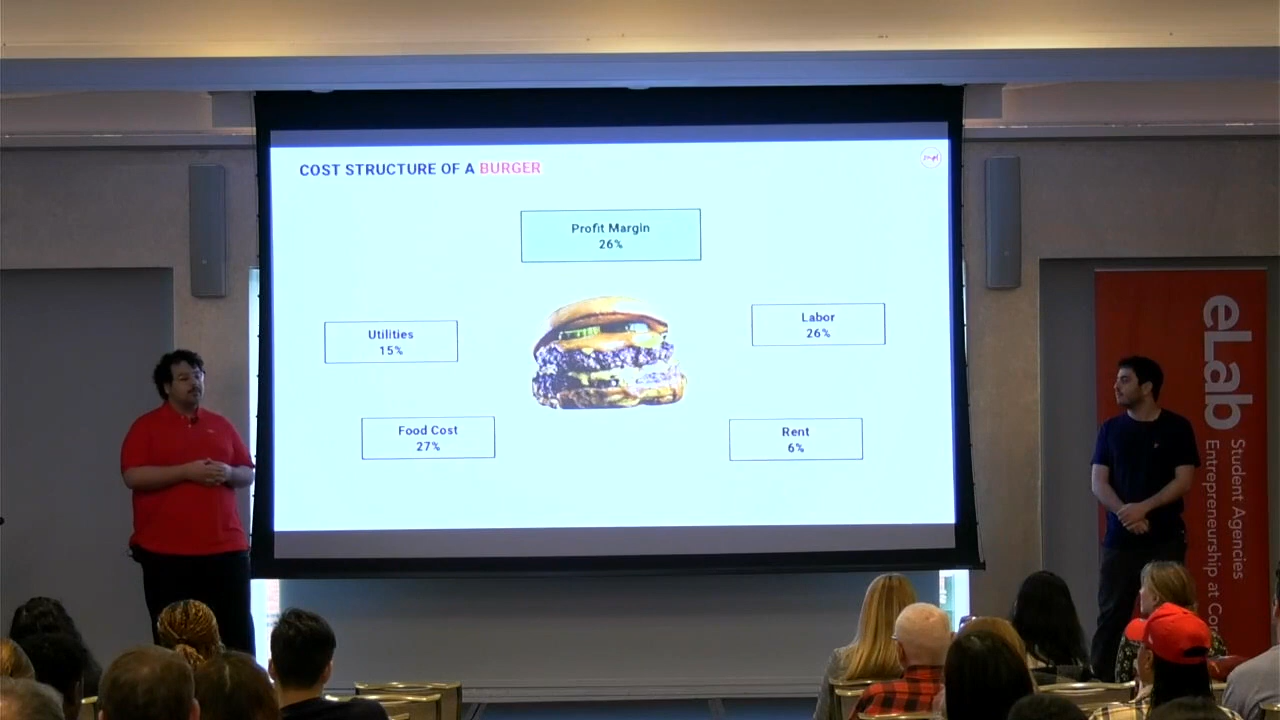 COST STRUCTURE OF A BURGER
Profit Margin
26%
Utilities
15%
Labor
26%
Food Cost
27%
Rent
6%
eLab
Student Agencies
Entrepreneurship at Cor